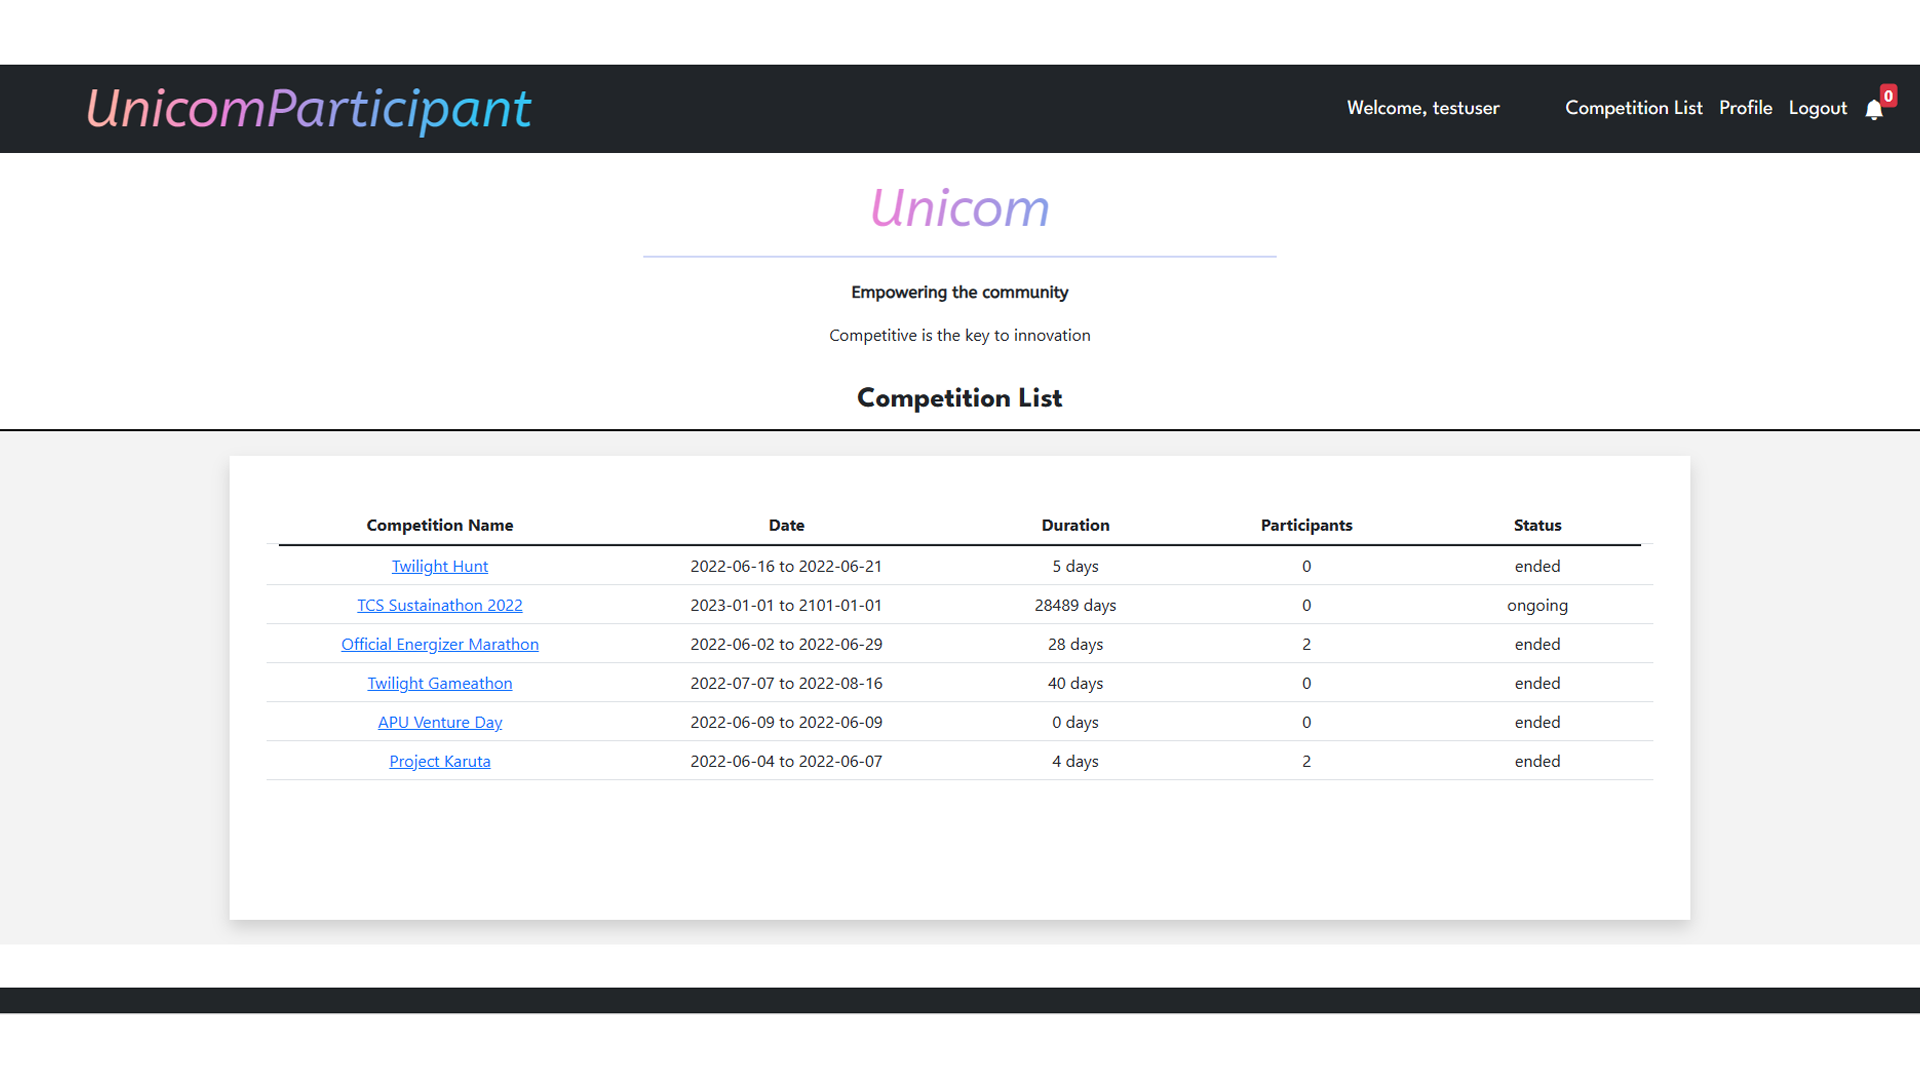 UnicomParticipant Welcome, testuser Competition List Profile Logout 0
Unicom
Empowering the community
Competitive is the key to innovation
Competition List
Competition Name Date Duration Participants Status
Twilight Hunt 2022-06-16 to 2022-06-21 5 days 0 ended
TCS Sustainathon 2022 2023-01-01 to 2101-01-01 28489 days 0 ongoing
Official Energizer Marathon 2022-06-02 to 2022-06-29 28 days 2 ended
Twilight Gameathon 2022-07-07 to 2022-08-16 40 days 0 ended
APU Venture Day 2022-06-09 to 2022-06-09 0 days 0 ended
Project Karuta 2022-06-04 to 2022-06-07 4 days 2 ended